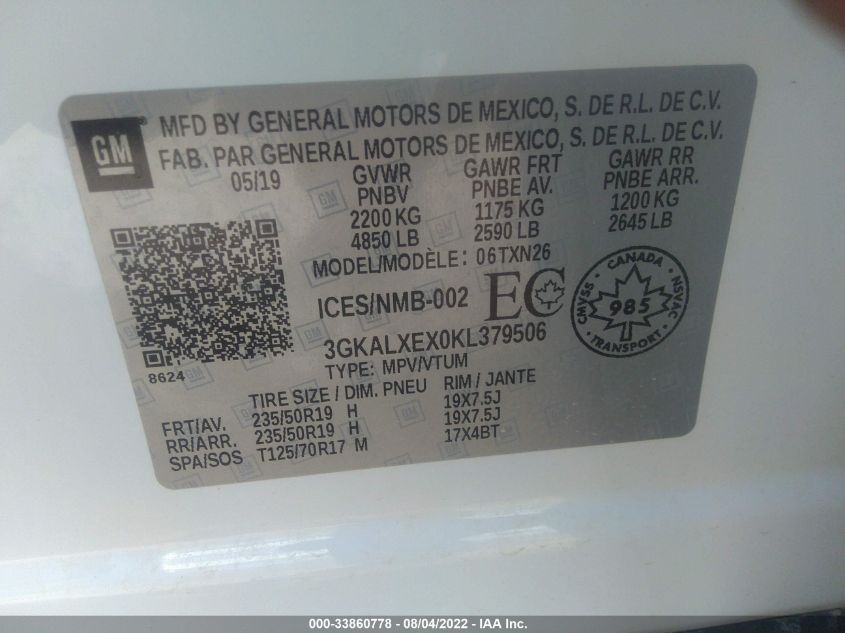 GM
MFD BY GENERAL MOTORS DE MEXICO, S. DE R.L. DE C.V.
FAB. PAR GENERAL MOTORS DE MEXICO, S. DE R.L. DE C.V.
05/19 GVWR GAWR FRT GAWR RR
PNBV PNBE AV. PNBE ARR.
2200 KG 1175 KG 1200 KG
4850 LB 2590 LB 2645 LB
MODEL/MODÈLE: 06TXN26
ICES/NMB-002 EC
CANADA
CMVSS 985 NSVAC
TRANSPORT
3GKALXEX0KL379506
8624 TYPE: MPV/VTUM
TIRE SIZE / DIM. PNEU RIM / JANTE
FRT/AV. 235/50R19 H 19X7.5J
RR/ARR. 235/50R19 H 19X7.5J
SPA/SOS T125/70R17 M 17X4BT
000-33860778 - 08/04/2022 - IAA Inc.